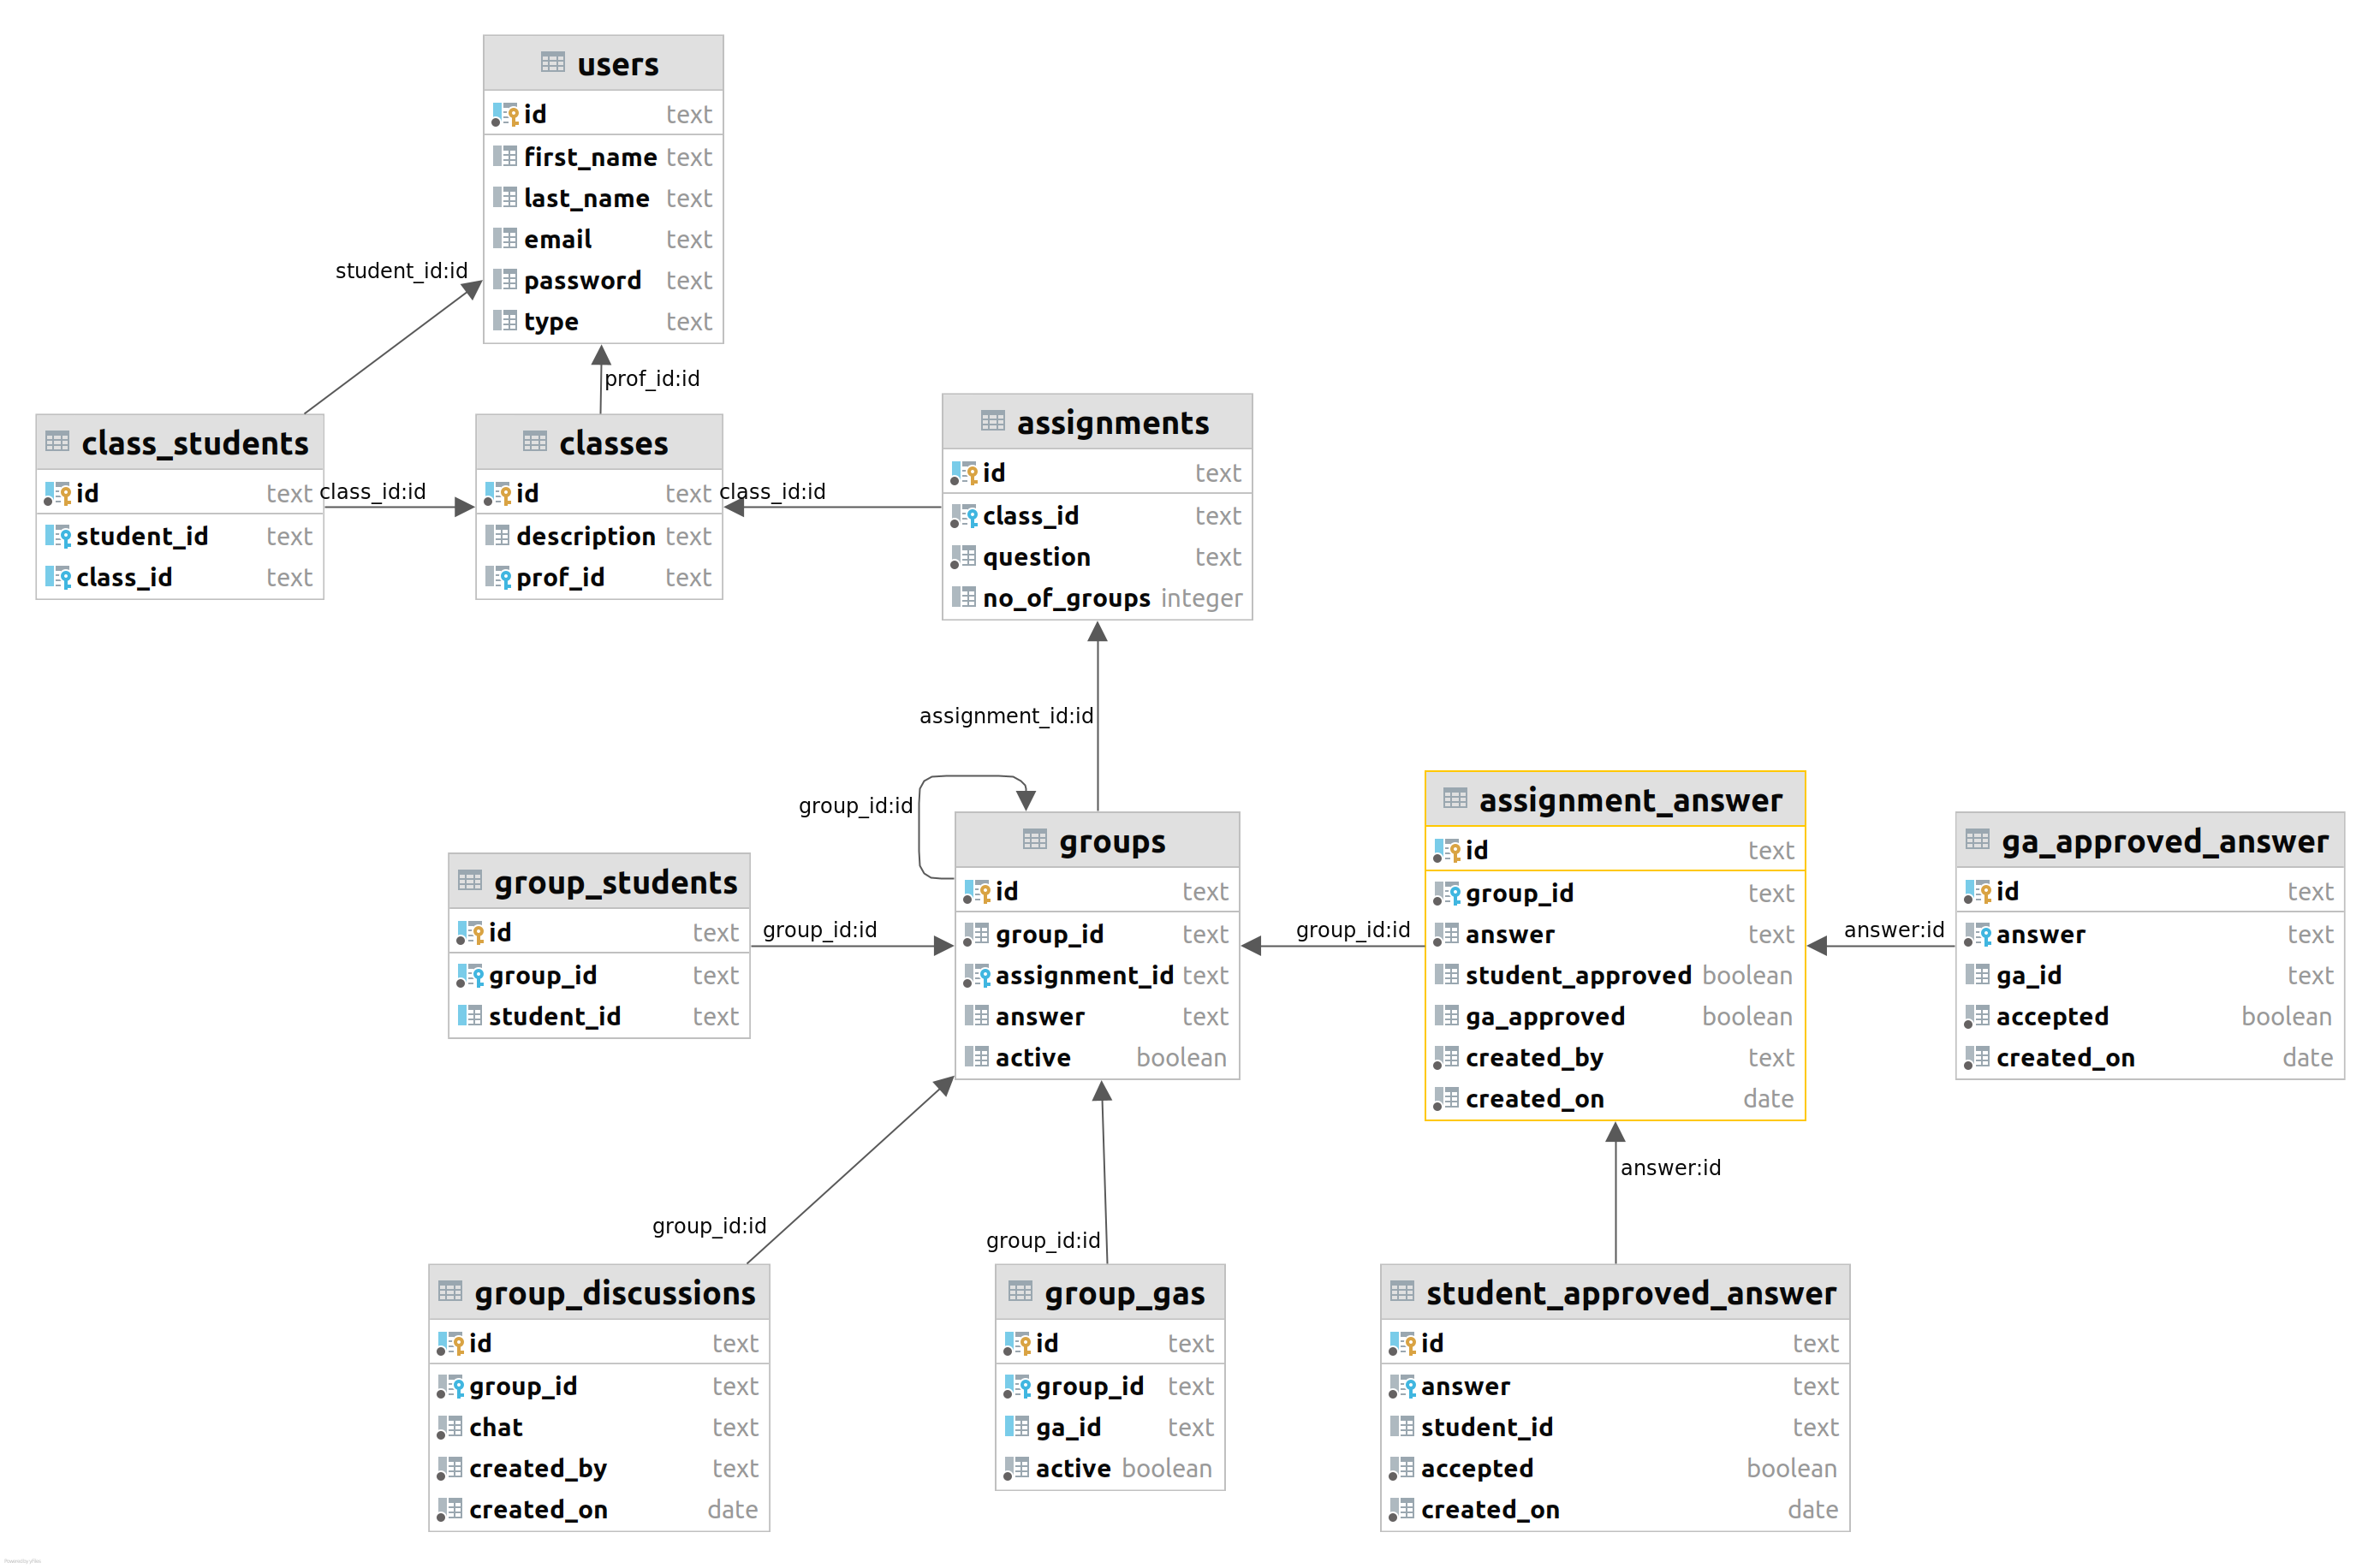 users
id text
first_name text
last_name text
email text
password text
type text
student_id:id
prof_id:id
class_students
id text
student_id text
class_id text
class_id:id
classes
id text
description text
prof_id text
class_id:id
assignments
id text
class_id text
question text
no_of_groups integer
assignment_id:id
group_id:id
groups
id text
group_id text
assignment_id text
answer text
active boolean
group_students
id text
group_id text
student_id text
group_id:id
group_id:id
assignment_answer
id text
group_id text
answer text
student_approved boolean
ga_approved boolean
created_by text
created_on date
answer:id
ga_approved_answer
id text
answer text
ga_id text
accepted boolean
created_on date
answer:id
group_id:id
group_id:id
group_discussions
id text
group_id text
chat text
created_by text
created_on date
group_gas
id text
group_id text
ga_id text
active boolean
student_approved_answer
id text
answer text
student_id text
accepted boolean
created_on date
Powered by yFiles